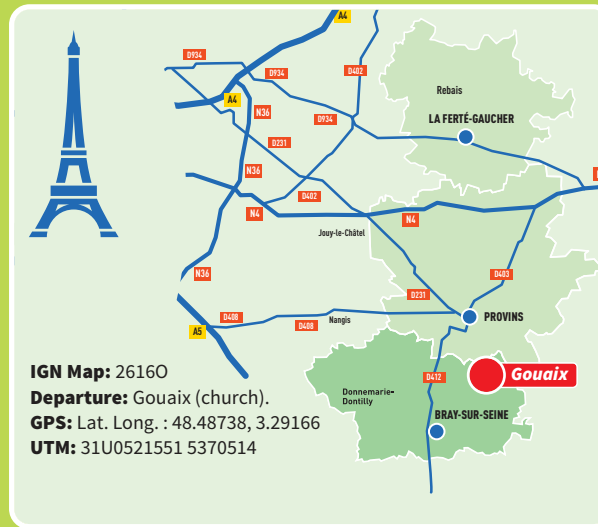 A4
D934
D934
D402
A4
Rebais
N36
D934
LA FERTÉ-GAUCHER
D231
N36
D402
N4
N4
Jouy-le-Châtel
N36
D403
D231
D408
D408
Nangis
PROVINS
A5
IGN Map: 2616O
Departure: Gouaix (church).
GPS: Lat. Long. : 48.48738, 3.29166
UTM: 31U0521551 5370514
D412
Gouaix
Donnemarie-
Dontilly
BRAY-SUR-SEINE